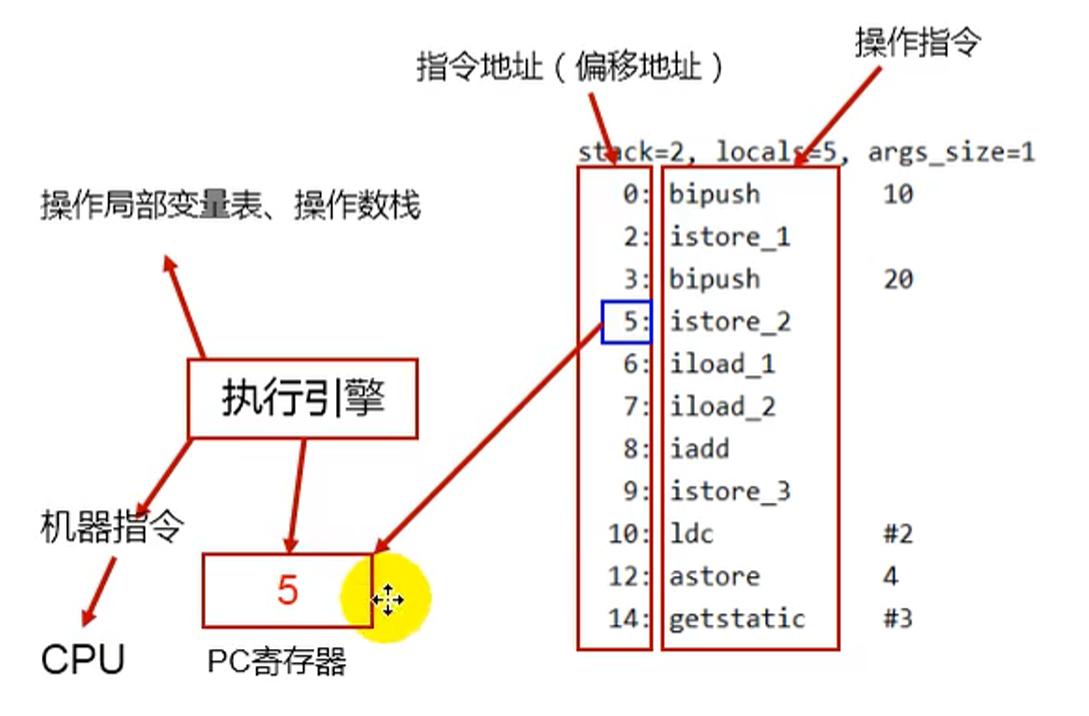 操作指令
指令地址（偏移地址）
stack=2, locals=5, args_size=1
0: bipush 10
2: istore_1
3: bipush 20
5: istore_2
6: iload_1
7: iload_2
8: iadd
9: istore_3
10: ldc #2
12: astore 4
14: getstatic #3
操作局部变量表、操作数栈
执行引擎
机器指令
CPU
5
PC寄存器